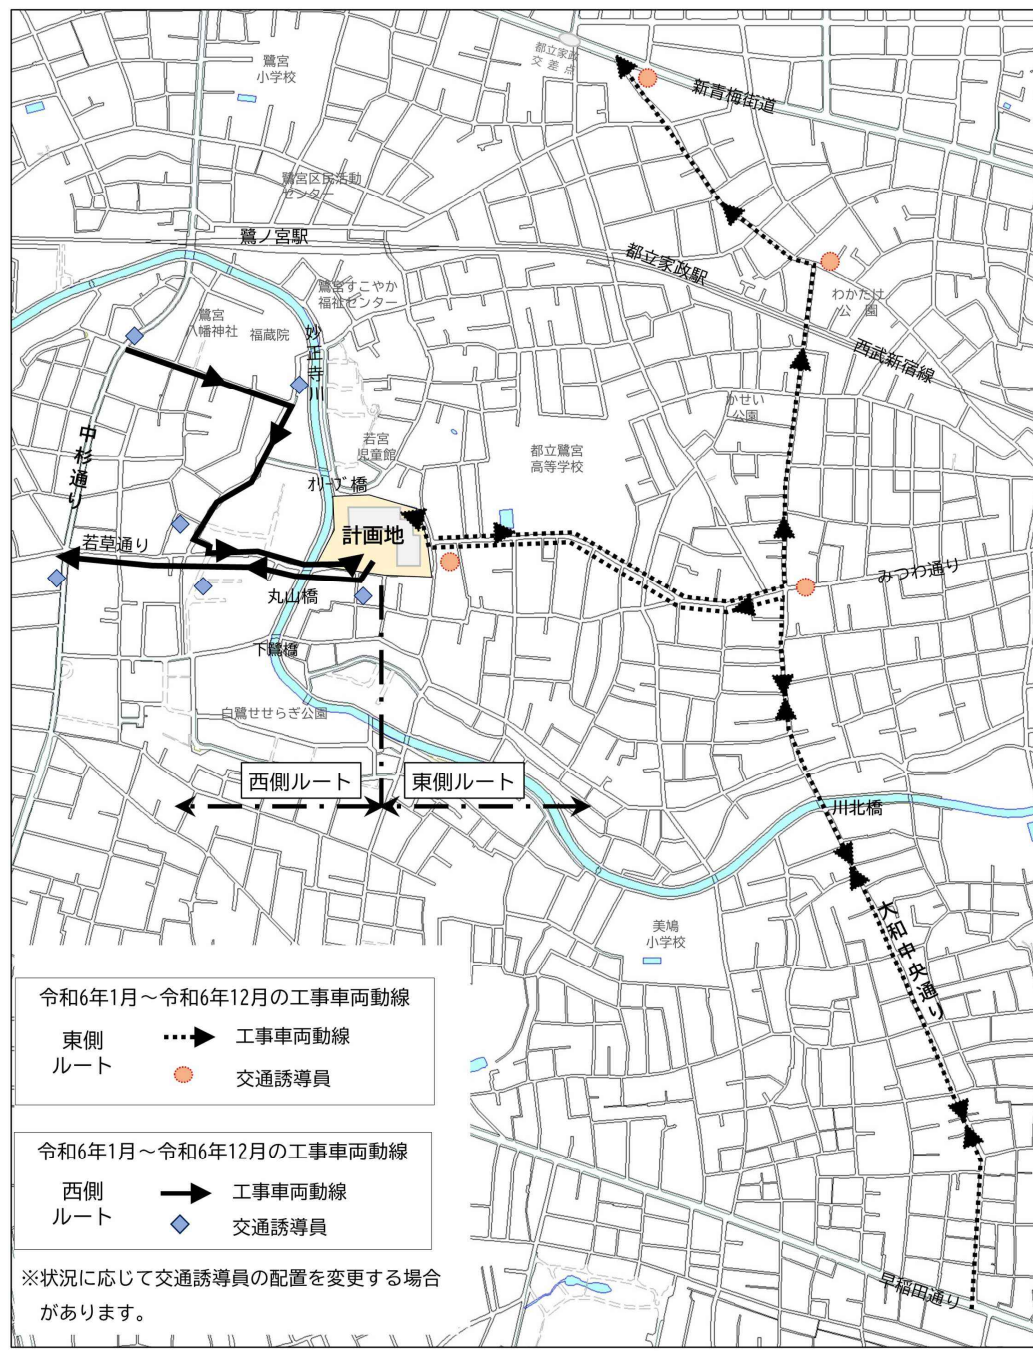 都立家政
交差点
鷺宮
小学校
新青梅街道
鷺宮区民活動
センター
鷺ノ宮駅
都立家政駅
わかたけ
公園
鷺宮すこやか
福祉センター
鷺宮
八幡神社
福蔵院
妙正寺川
西武新宿線
かせい
公園
中杉通り
若宮
児童館
都立鷺宮
高等学校
オリーブ橋
計画地
若草通り
みつわ通り
丸山橋
下鷺橋
白鷺せせらぎ公園
西側ルート
東側ルート
川北橋
大和中央通り
美鳩
小学校
令和6年1月～令和6年12月の工事車両動線
東側
ルート
工事車両動線
交通誘導員
令和6年1月～令和6年12月の工事車両動線
西側
ルート
工事車両動線
交通誘導員
※状況に応じて交通誘導員の配置を変更する場合
があります。
早稲田通り